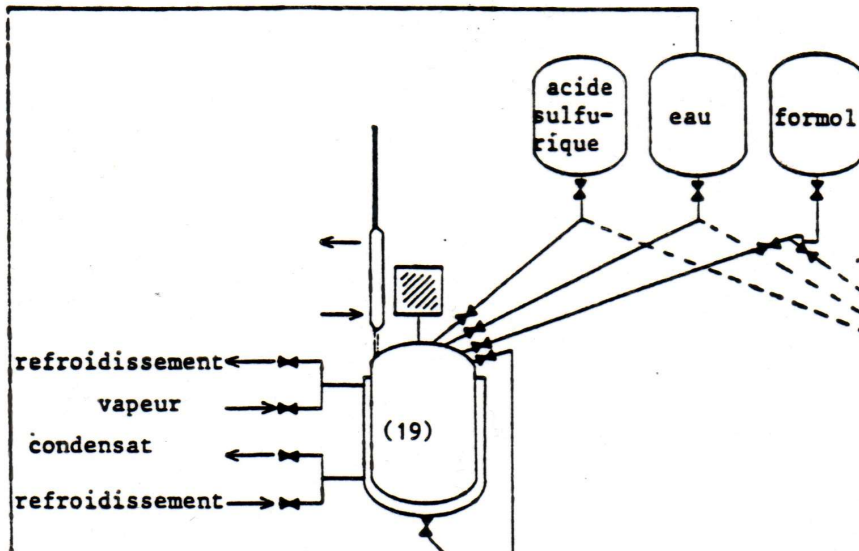 acide
sulfu-
rique
eau
formol
refroidissement
vapeur
(19)
condensat
refroidissement